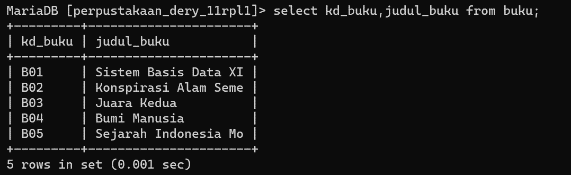 MariaDB [perpustakaan_dery_11rpl1]> select kd_buku,judul_buku from buku;
+---------+----------------------+
| kd_buku | judul_buku           |
+---------+----------------------+
| B01     | Sistem Basis Data XI |
| B02     | Konspirasi Alam Seme |
| B03     | Juara Kedua          |
| B04     | Bumi Manusia         |
| B05     | Sejarah Indonesia Mo |
+---------+----------------------+
5 rows in set (0.001 sec)